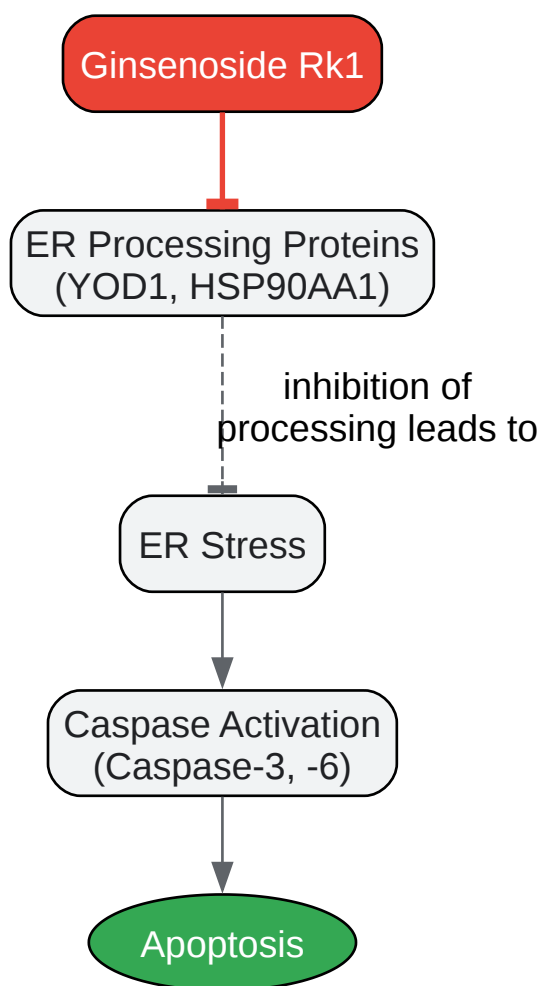 Ginsenoside Rk1
ER Processing Proteins
(YOD1, HSP90AA1)
inhibition of
processing leads to
ER Stress
Caspase Activation
(Caspase-3, -6)
Apoptosis